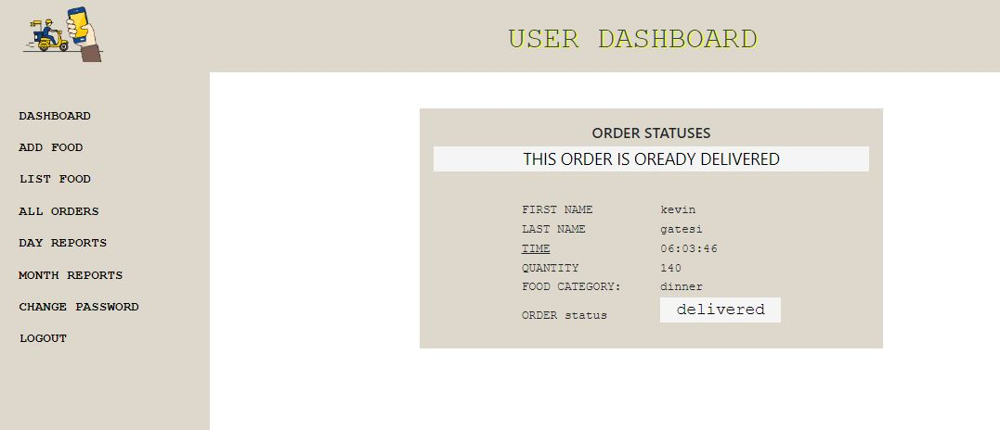 USER DASHBOARD
DASHBOARD
ADD FOOD
LIST FOOD
ALL ORDERS
DAY REPORTS
MONTH REPORTS
CHANGE PASSWORD
LOGOUT
ORDER STATUSES
THIS ORDER IS OREADY DELIVERED
FIRST NAME kevin
LAST NAME gatesi
TIME 06:03:46
QUANTITY 140
FOOD CATEGORY: dinner
ORDER status delivered